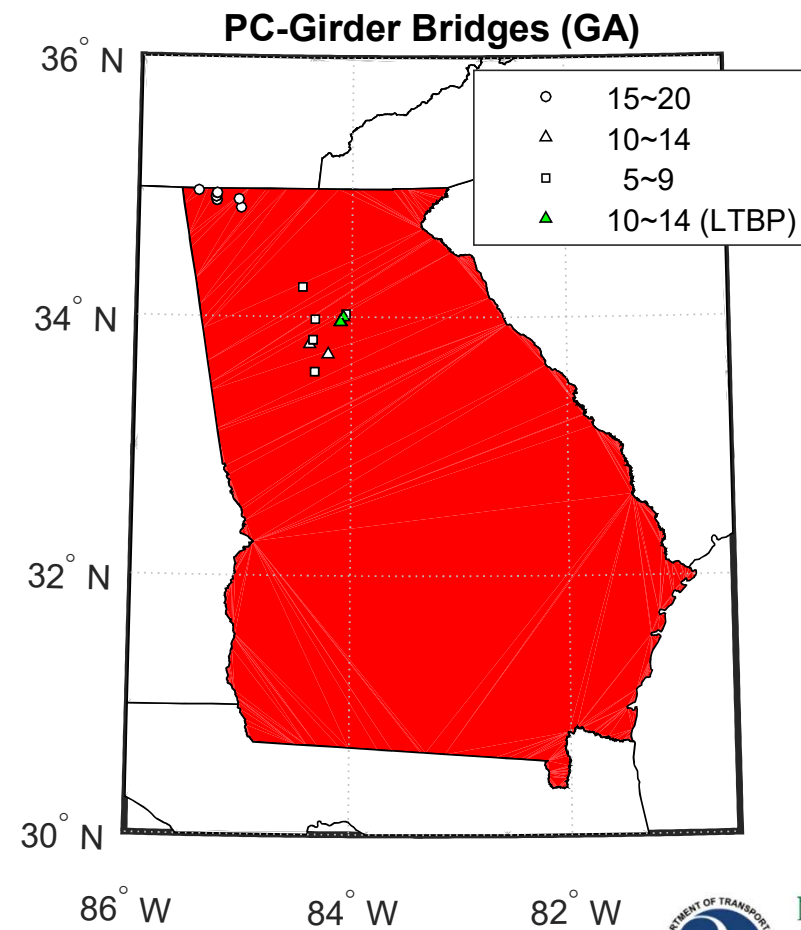 PC-Girder Bridges (GA)
36° N
15~20
10~14
5~9
10~14 (LTBP)
34° N
32° N
30° N
86° W
84° W
82° W